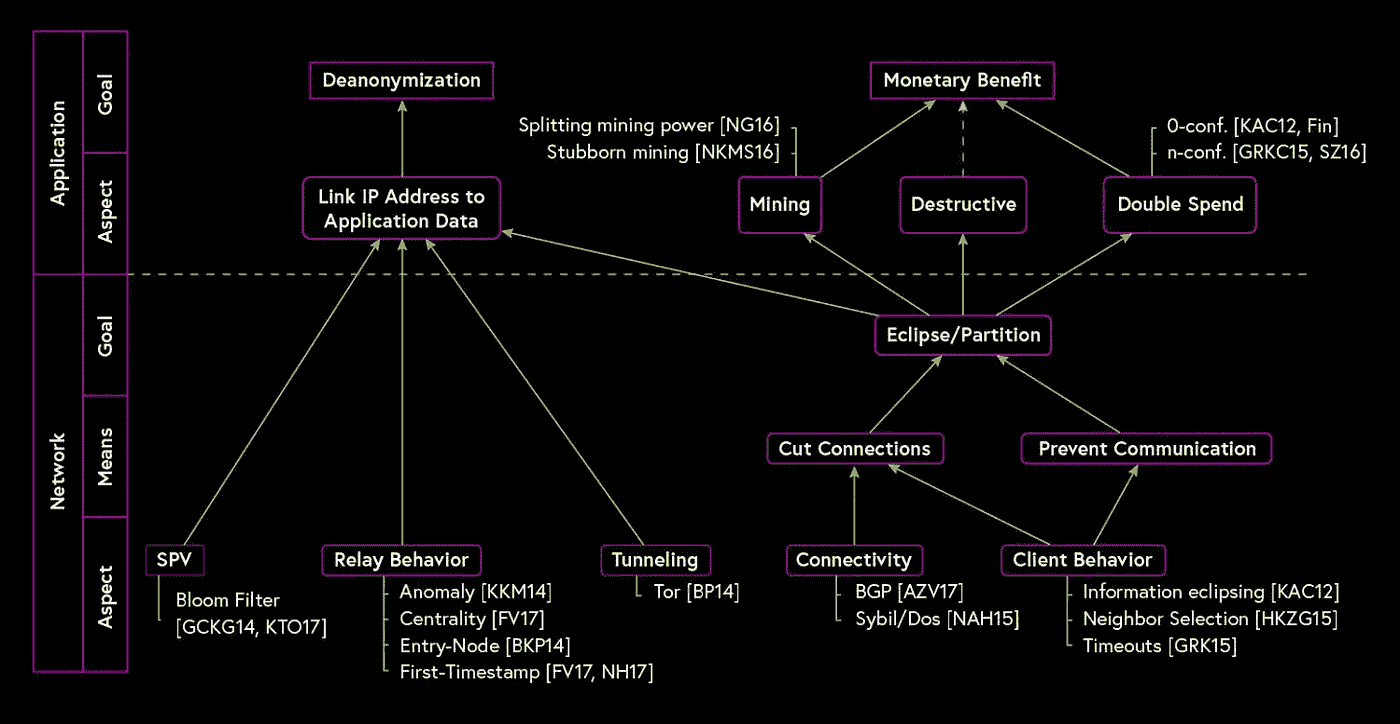 Application
Goal
Aspect
Network
Goal
Means
Aspect
Deanonymization
Monetary Benefit
Splitting mining power [NG16]
Stubborn mining [NKMS16]
0-conf. [KAC12, Fin]
n-conf. [GRKC15, SZ16]
Link IP Address to
Application Data
Mining
Destructive
Double Spend
Eclipse/Partition
Cut Connections
Prevent Communication
SPV
Bloom Filter
[GCKG14, KTO17]
Relay Behavior
Anomaly [KKM14]
Centrality [FV17]
Entry-Node [BKP14]
First-Timestamp [FV17, NH17]
Tunneling
Tor [BP14]
Connectivity
BGP [AZV17]
Sybil/Dos [NAH15]
Client Behavior
Information eclipsing [KAC12]
Neighbor Selection [HKZG15]
Timeouts [GRK15]